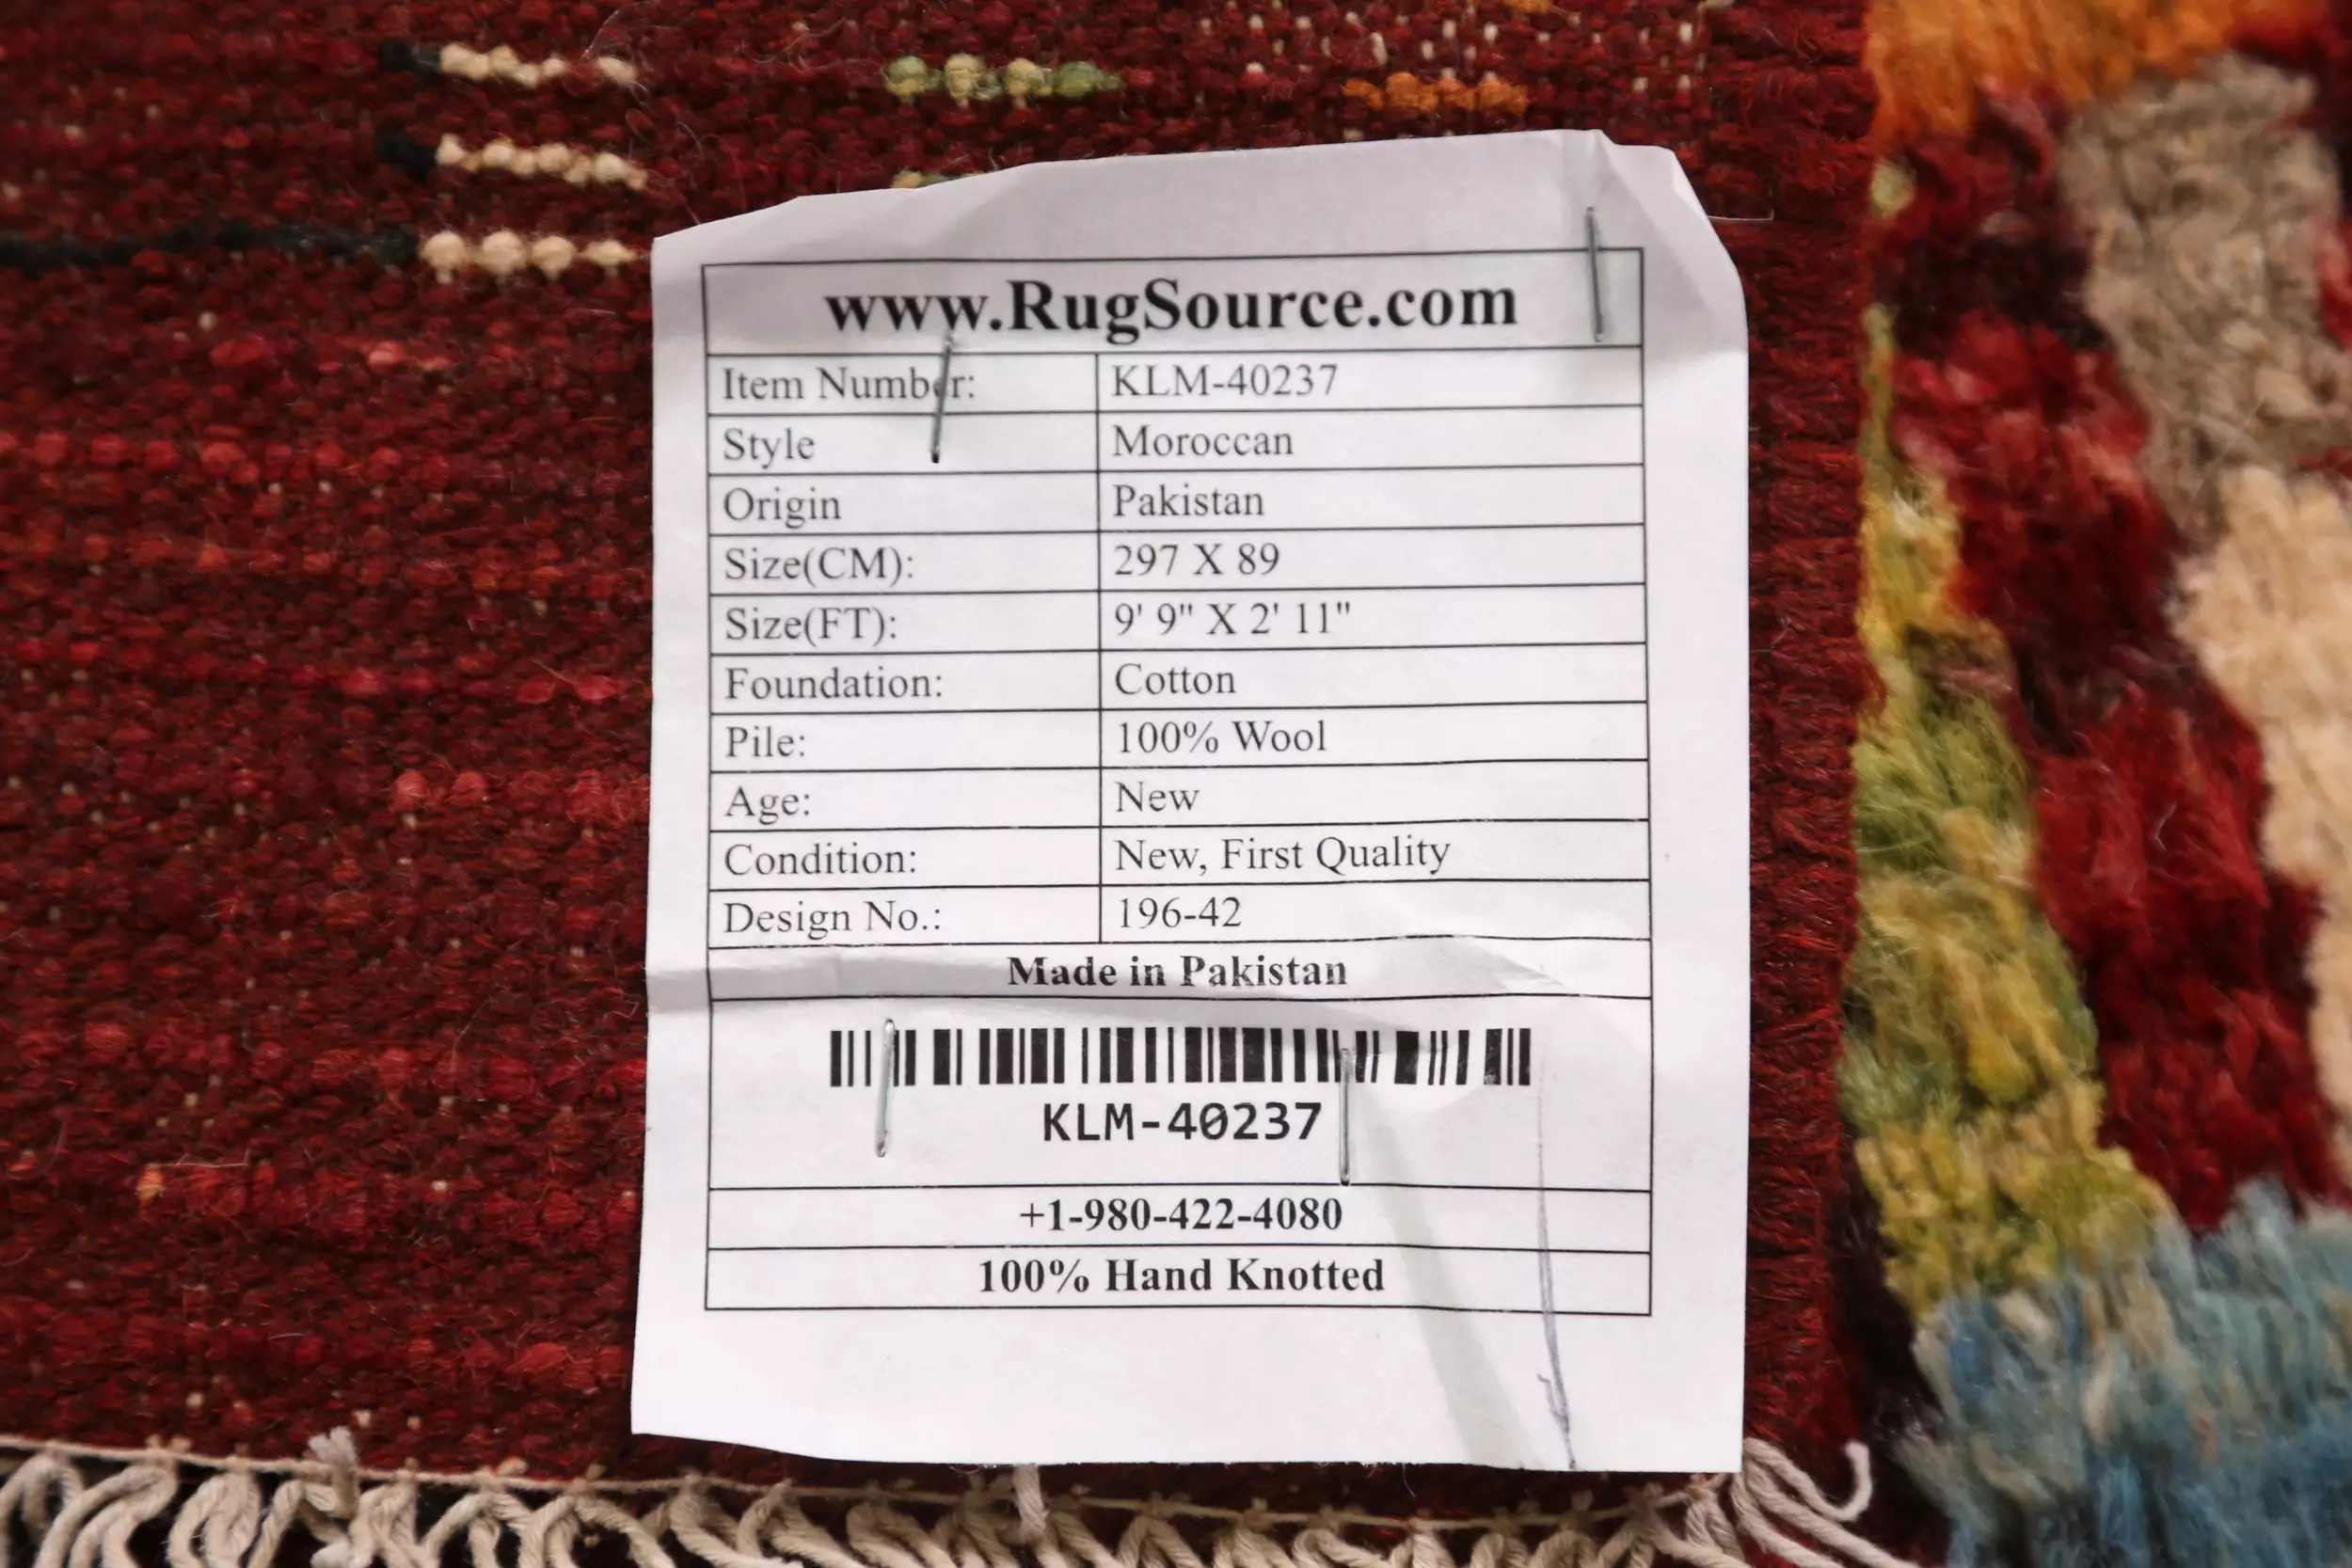 www.RugSource.com
Item Number: KLM-40237
Style Moroccan
Origin Pakistan
Size(CM): 297 X 89
Size(FT): 9' 9" X 2' 11"
Foundation: Cotton
Pile: 100% Wool
Age: New
Condition: New, First Quality
Design No.: 196-42
Made in Pakistan
KLM-40237
+1-980-422-4080
100% Hand Knotted